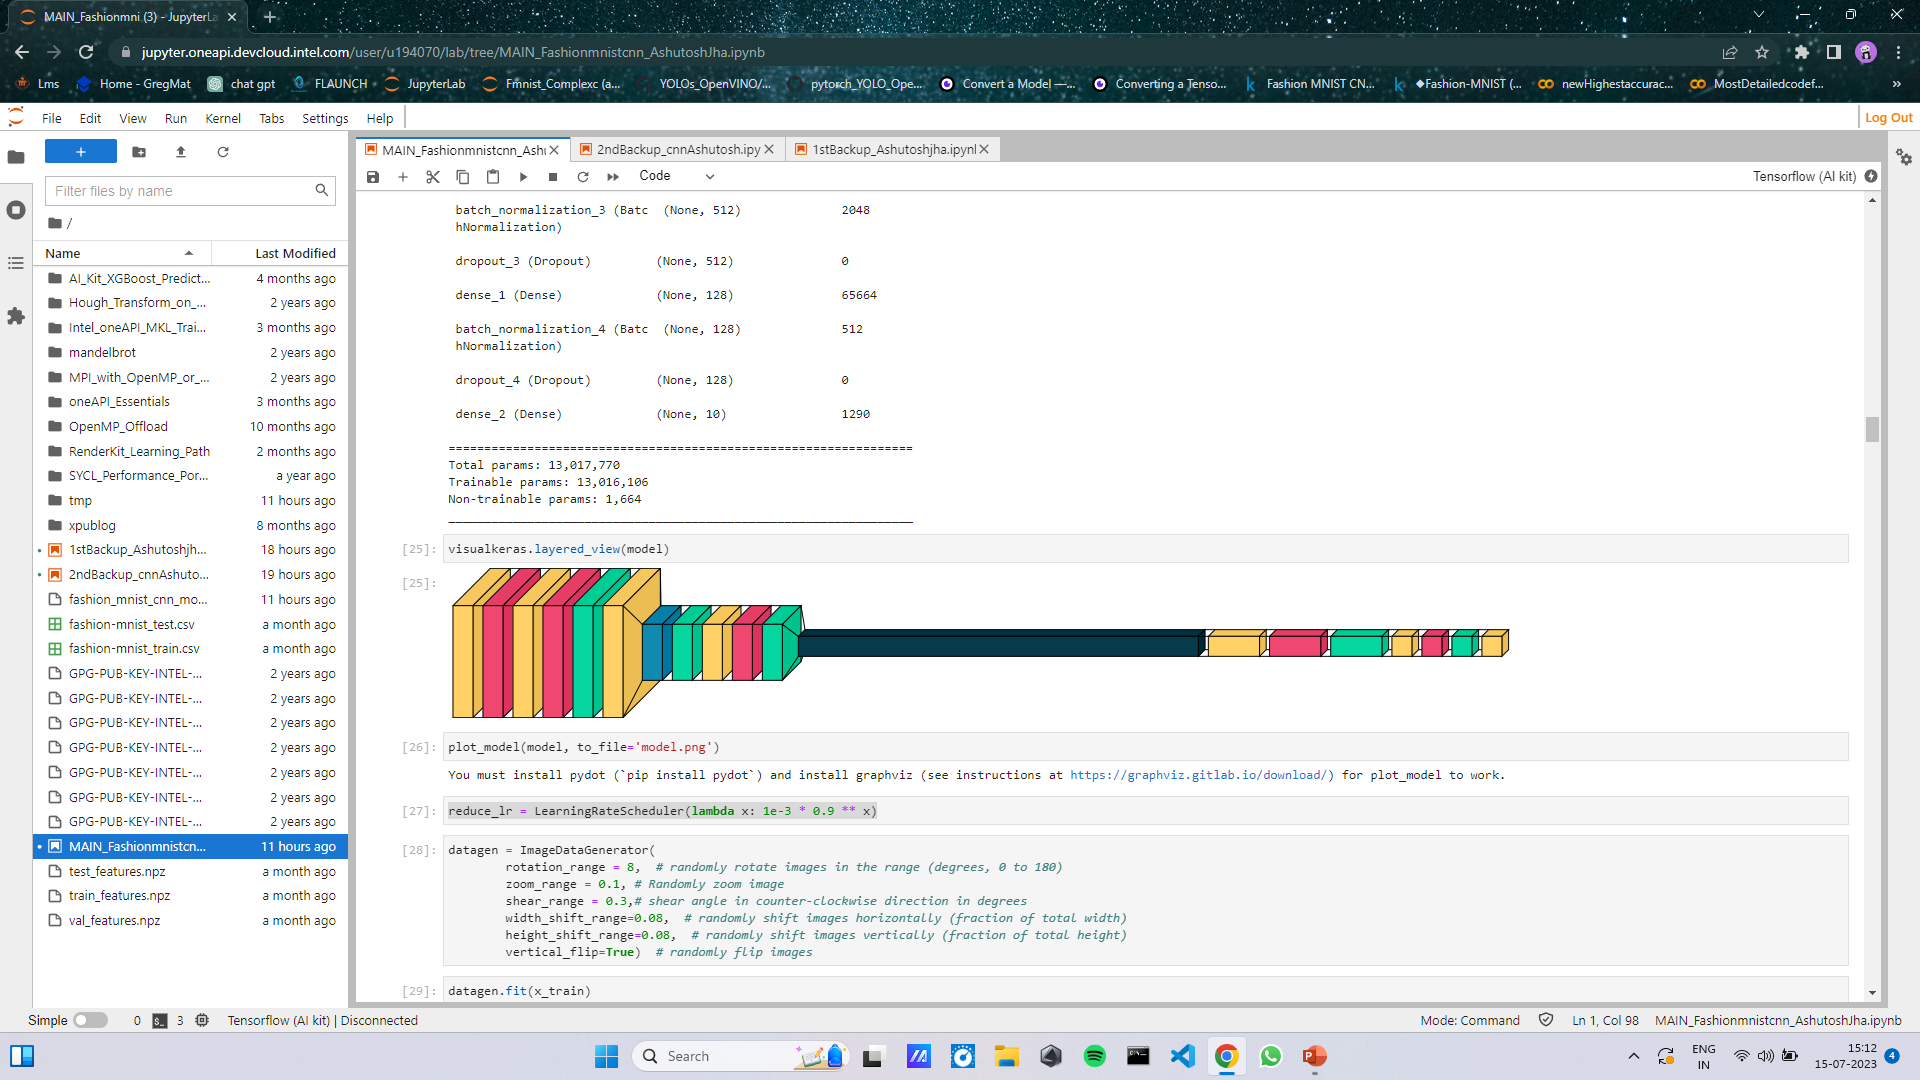 MAIN_Fashionmni (3) - JupyterLa
jupyter.oneapi.devcloud.intel.com/user/u194070/lab/tree/MAIN_Fashionmnistcnn_AshutoshJha.ipynb
Lms
Home - GregMat
chat gpt
FLAUNCH
JupyterLab
Fmnist_Complexc (a...
YOLOs_OpenVINO/...
pytorch_YOLO_Ope...
Convert a Model —...
Converting a Tenso...
Fashion MNIST CN...
◆Fashion-MNIST (...
newHighestaccurac...
MostDetailedcodef...
»
File Edit View Run Kernel Tabs Settings Help
Log Out
Filter files by name
/
Name Last Modified
AI_Kit_XGBoost_Predict... 4 months ago
Hough_Transform_on_... 2 years ago
Intel_oneAPI_MKL_Trai... 3 months ago
mandelbrot 2 years ago
MPI_with_OpenMP_or_... 2 years ago
oneAPI_Essentials 3 months ago
OpenMP_Offload 10 months ago
RenderKit_Learning_Path 2 months ago
SYCL_Performance_Por... a year ago
tmp 11 hours ago
xpublog 8 months ago
1stBackup_Ashutoshjh... 18 hours ago
2ndBackup_cnnAshuto... 19 hours ago
fashion_mnist_cnn_mo... 11 hours ago
fashion-mnist_test.csv a month ago
fashion-mnist_train.csv a month ago
GPG-PUB-KEY-INTEL-... 2 years ago
GPG-PUB-KEY-INTEL-... 2 years ago
GPG-PUB-KEY-INTEL-... 2 years ago
GPG-PUB-KEY-INTEL-... 2 years ago
GPG-PUB-KEY-INTEL-... 2 years ago
GPG-PUB-KEY-INTEL-... 2 years ago
GPG-PUB-KEY-INTEL-... 2 years ago
MAIN_Fashionmnistcn... 11 hours ago
test_features.npz a month ago
train_features.npz a month ago
val_features.npz a month ago
MAIN_Fashionmnistcnn_Ashu
2ndBackup_cnnAshutosh.ipy
1stBackup_Ashutoshjha.ipynl
Code
Tensorflow (AI kit)
batch_normalization_3 (Batc (None, 512) 2048
hNormalization)
dropout_3 (Dropout) (None, 512) 0
dense_1 (Dense) (None, 128) 65664
batch_normalization_4 (Batc (None, 128) 512
hNormalization)
dropout_4 (Dropout) (None, 128) 0
dense_2 (Dense) (None, 10) 1290
=================================================================
Total params: 13,017,770
Trainable params: 13,016,106
Non-trainable params: 1,664
_________________________________________________________________
[25]: visualkeras.layered_view(model)
[25]:
[26]: plot_model(model, to_file='model.png')
You must install pydot (`pip install pydot`) and install graphviz (see instructions at https://graphviz.gitlab.io/download/) for plot_model to work.
[27]: reduce_lr = LearningRateScheduler(lambda x: 1e-3 * 0.9 ** x)
[28]: datagen = ImageDataGenerator(
rotation_range = 8, # randomly rotate images in the range (degrees, 0 to 180)
zoom_range = 0.1, # Randomly zoom image
shear_range = 0.3,# shear angle in counter-clockwise direction in degrees
width_shift_range=0.08, # randomly shift images horizontally (fraction of total width)
height_shift_range=0.08, # randomly shift images vertically (fraction of total height)
vertical_flip=True) # randomly flip images
[29]: datagen.fit(x_train)
Simple 0 3 Tensorflow (AI kit) | Disconnected
Mode: Command Ln 1, Col 98 MAIN_Fashionmnistcnn_AshutoshJha.ipynb
Search
ENG
IN
15:12
15-07-2023
4